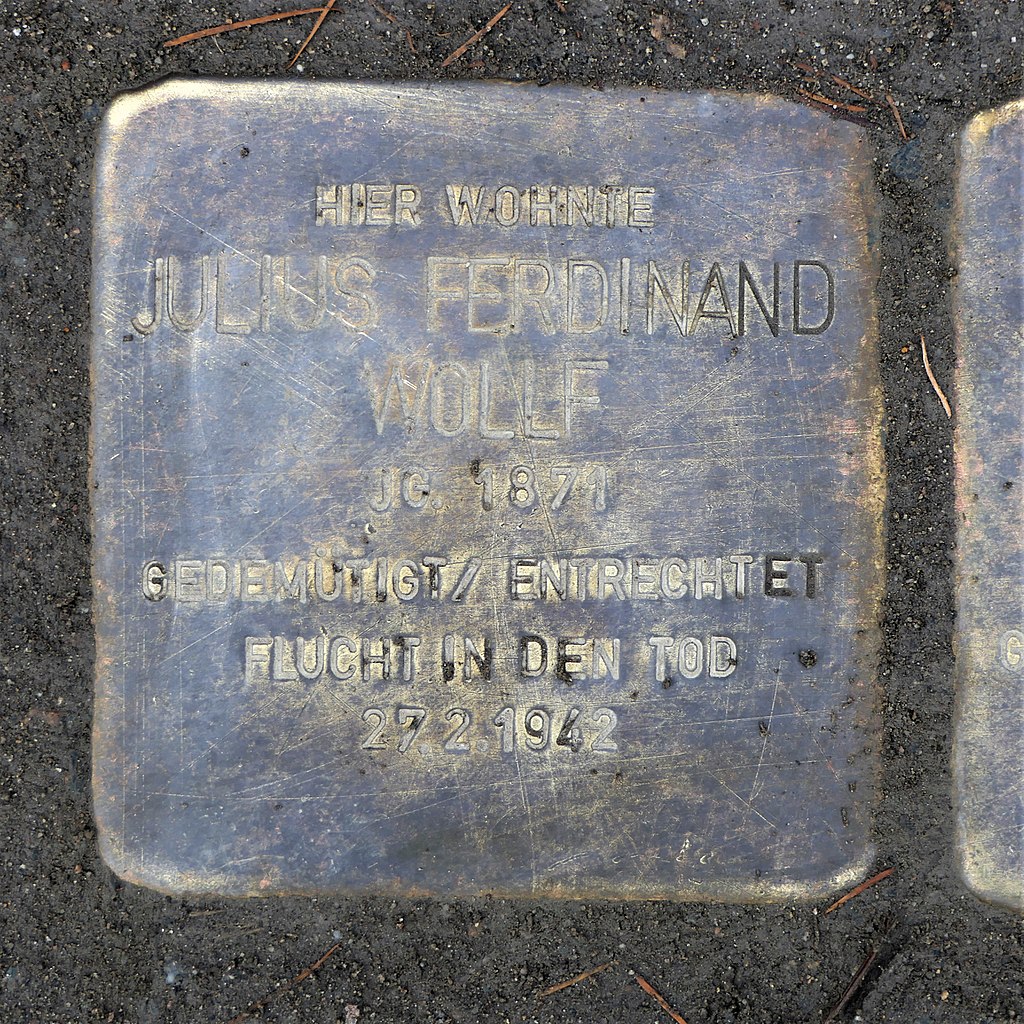 HIER WOHNTE
JULIUS FERDINAND
WOLLF
JG. 1871
GEDEMÜTIGT/ ENTRECHTET
FLUCHT IN DEN TOD
27.2.1942